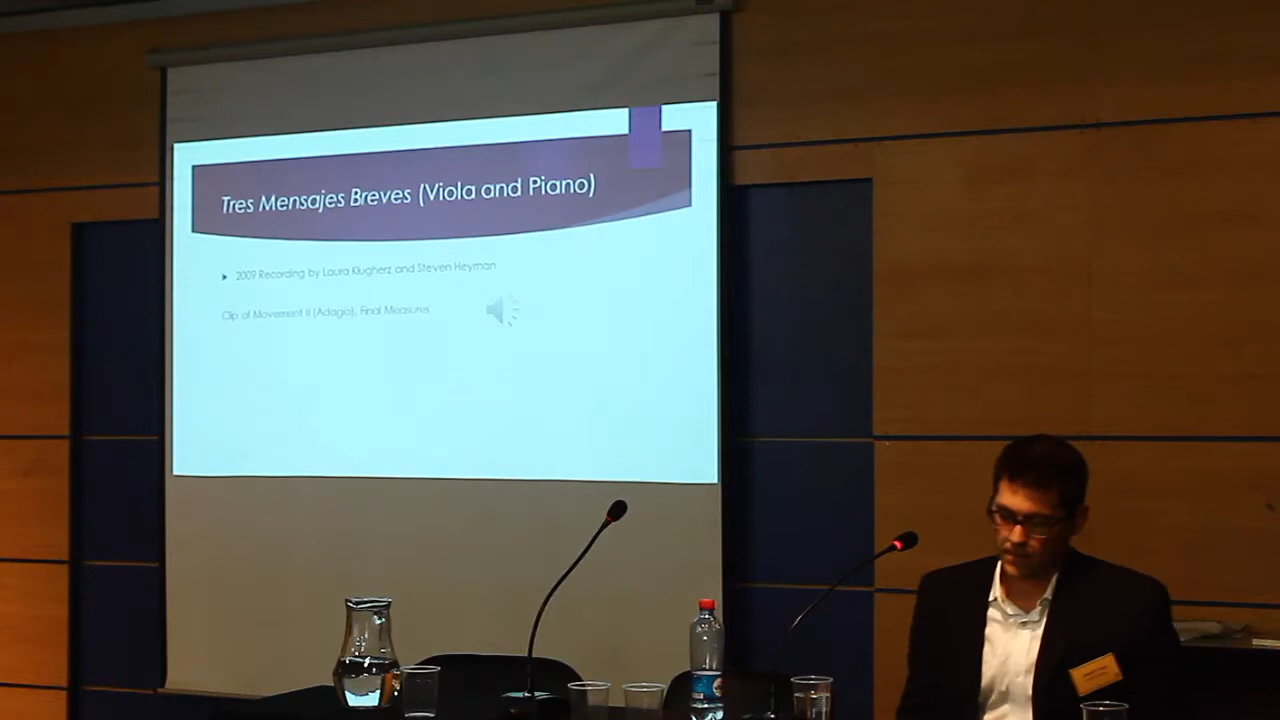 Tres Mensajes Breves (Viola and Piano)
2009 Recording by Laura Klugherz and Steven Heyman
Clip of Movement II (Adagio), Final Measures